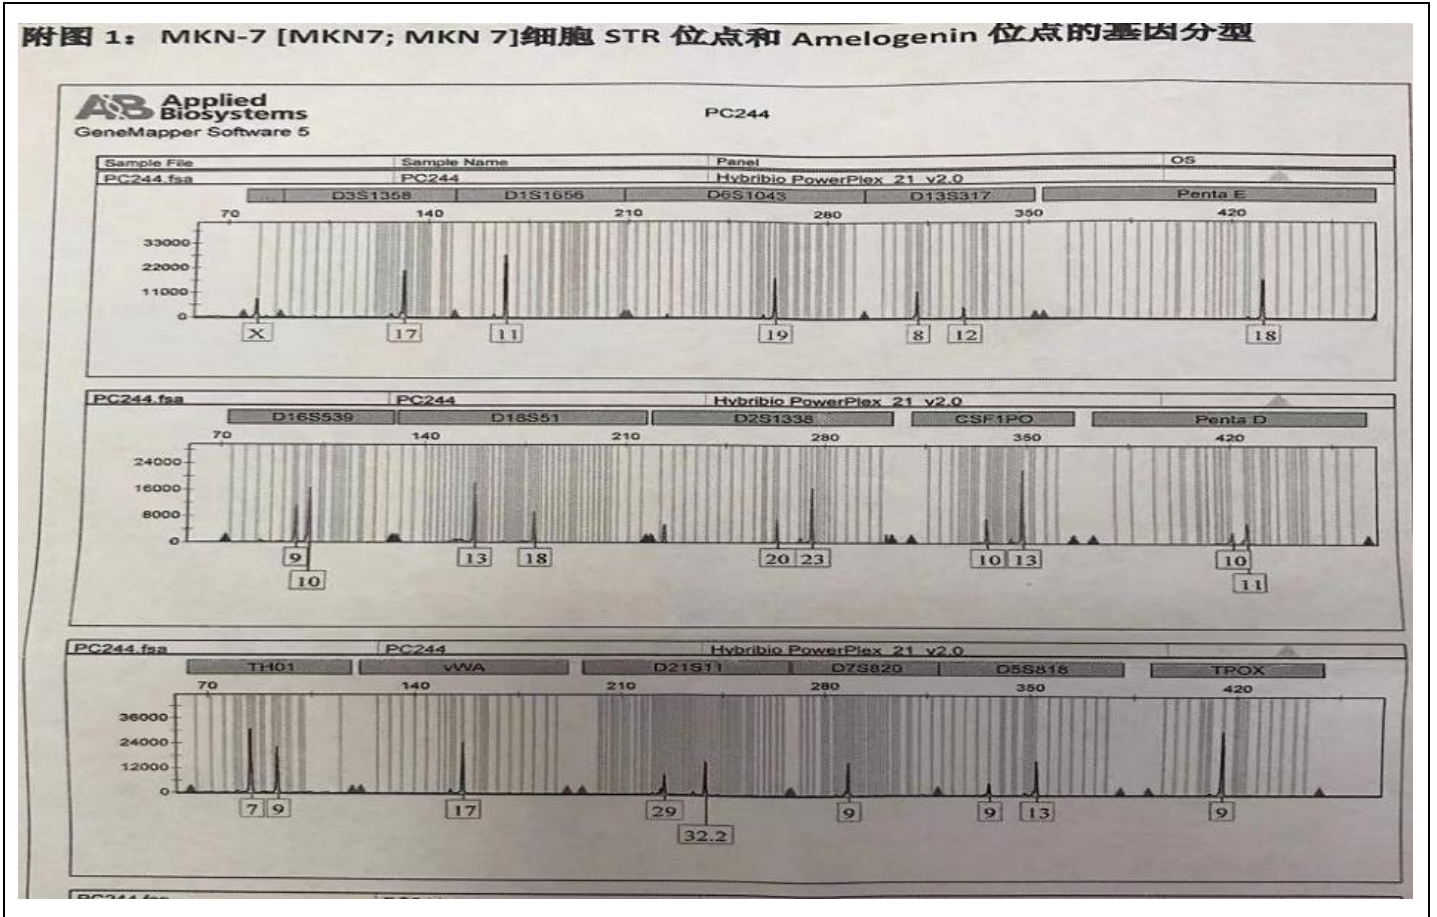 附图 1： MKN-7 [MKN7; MKN 7]细胞 STR 位点和 Amelogenin 位点的基因分型
AB Applied Biosystems
GeneMapper Software 5
PC244
Sample File Sample Name Panel OS
PC244.fsa PC244 Hybribio PowerPlex 21 v2.0
D3S1358 D1S1656 D6S1043 D13S317 Penta E
70 140 210 280 350 420
33000
22000
11000
0
X 17 11 19 8 12 18
PC244.fsa PC244 Hybribio PowerPlex 21 v2.0
D16S539 D18S51 D2S1338 CSF1PO Penta D
70 140 210 280 350 420
24000
16000
8000
0
9 13 18 20 23 10 13 10
10 11
PC244.fsa PC244 Hybribio PowerPlex 21 v2.0
TH01 vWA D21S11 D7S820 D5S818 TPOX
70 140 210 280 350 420
36000
24000
12000
0
7 9 17 29 9 9 13 9
32.2